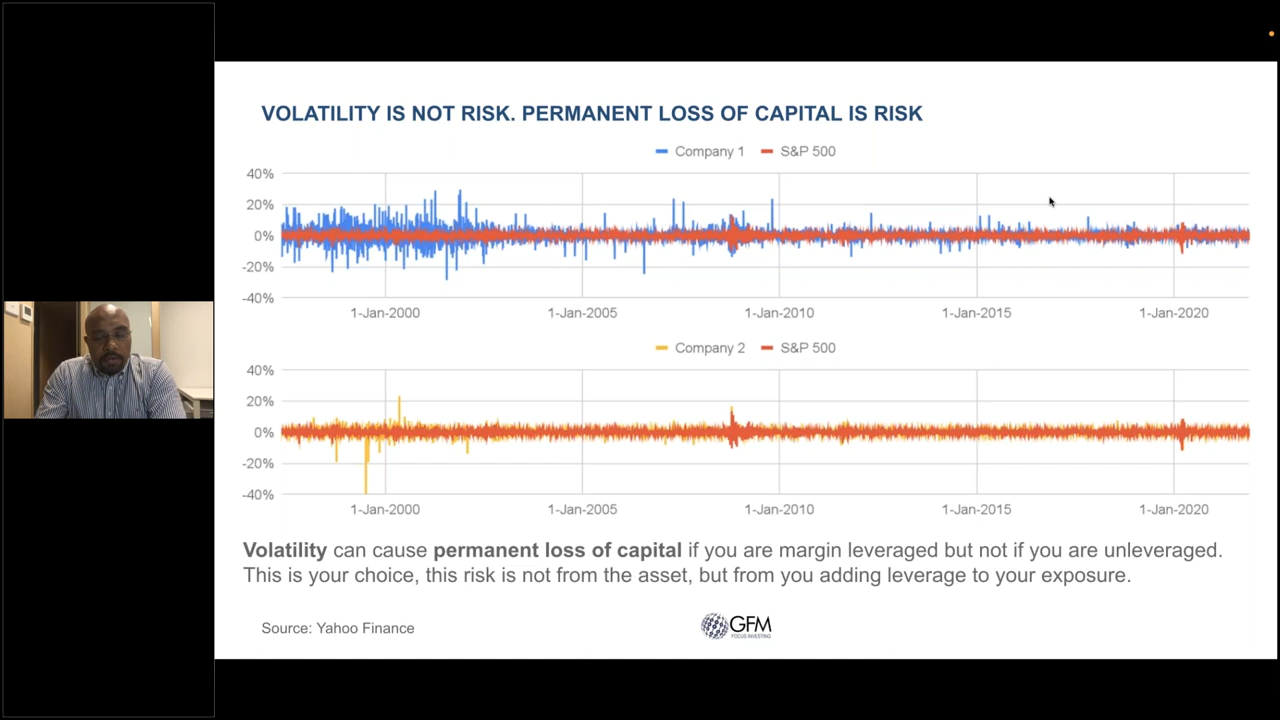 VOLATILITY IS NOT RISK. PERMANENT LOSS OF CAPITAL IS RISK
Company 1 S&P 500
40%
20%
0%
-20%
-40%
1-Jan-2000 1-Jan-2005 1-Jan-2010 1-Jan-2015 1-Jan-2020
Company 2 S&P 500
40%
20%
0%
-20%
-40%
1-Jan-2000 1-Jan-2005 1-Jan-2010 1-Jan-2015 1-Jan-2020
Volatility can cause permanent loss of capital if you are margin leveraged but not if you are unleveraged.
This is your choice, this risk is not from the asset, but from you adding leverage to your exposure.
Source: Yahoo Finance
GFM
FOCUS INVESTING